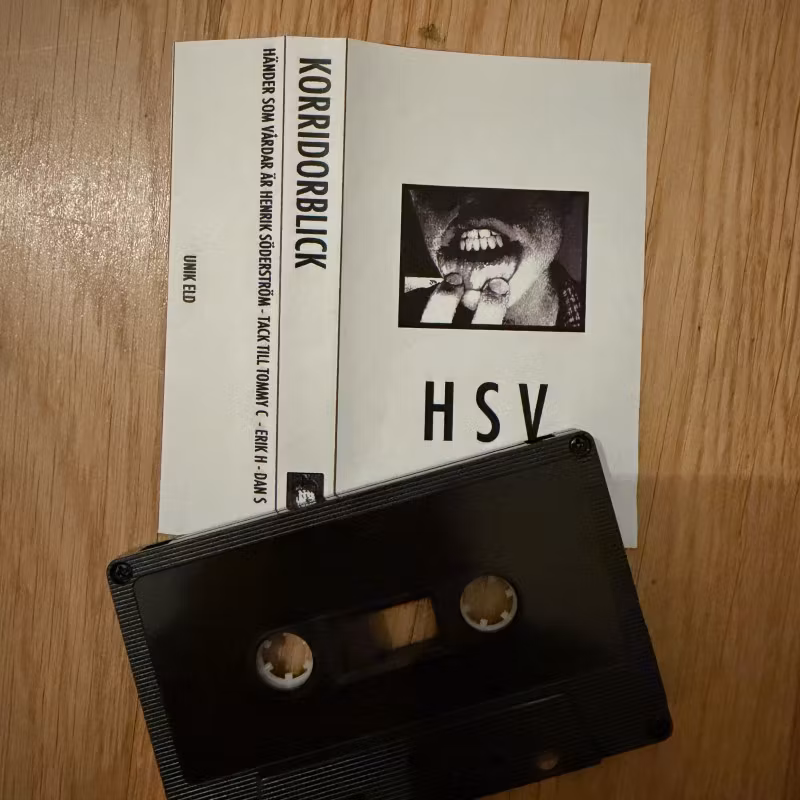 KORRIDORBLICK
HÄNDER SOM VÅRDAR ÄR HENRIK SÖDERSTRÖM - TACK TILL TOMMY C - ERIK H - DAN S
UNIK ELD
HSV